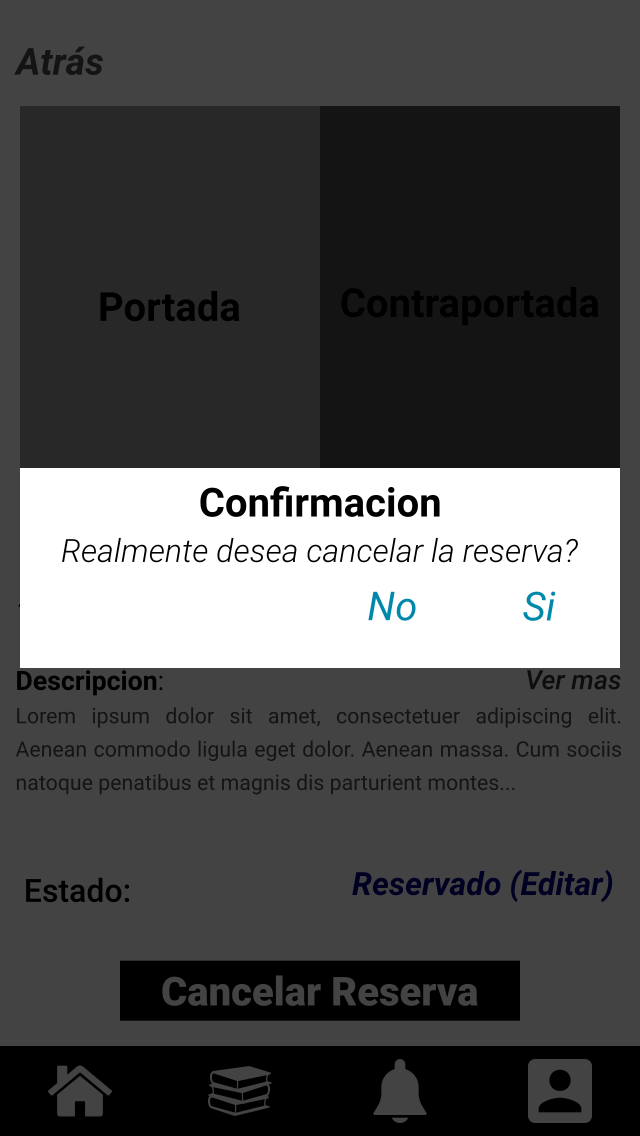 Atrás
Portada
Contraportada
Confirmacion
Realmente desea cancelar la reserva?
No Si
Descripcion: Ver mas
Lorem ipsum dolor sit amet, consectetuer adipiscing elit.
Aenean commodo ligula eget dolor. Aenean massa. Cum sociis
natoque penatibus et magnis dis parturient montes...
Estado: Reservado (Editar)
Cancelar Reserva